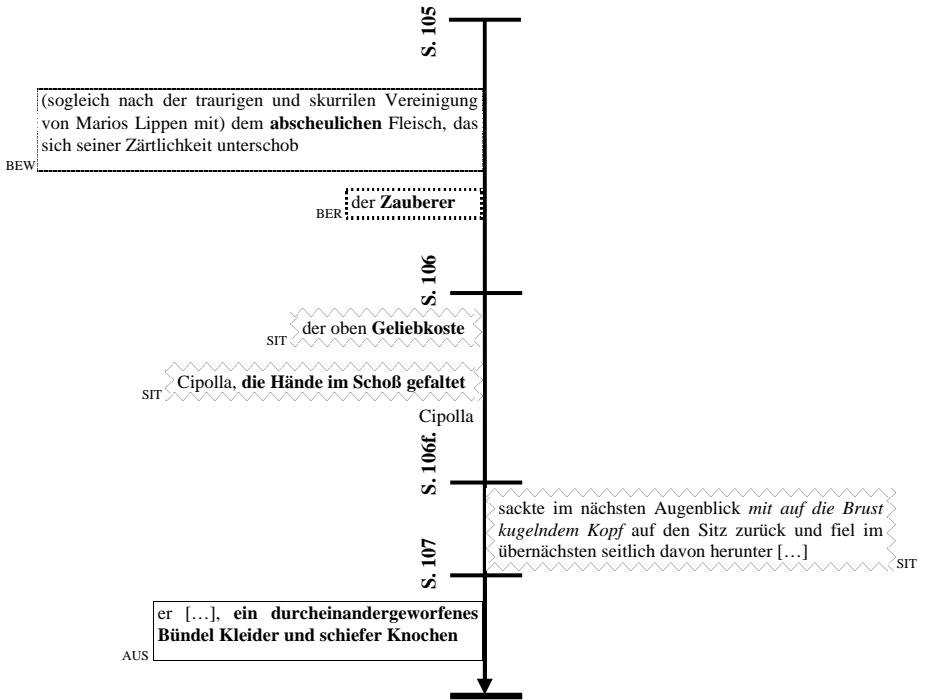 S. 105
(sogleich nach der traurigen und skurrilen Vereinigung
von Marios Lippen mit) dem abscheulichen Fleisch, das
sich seiner Zärtlichkeit unterschob
BEW
der Zauberer
BER
S. 106
der oben Geliebkoste
SIT
Cipolla, die Hände im Schoß gefaltet
SIT
Cipolla
S. 106f.
sackte im nächsten Augenblick mit auf die Brust
kugelndem Kopf auf den Sitz zurück und fiel im
übernächsten seitlich davon herunter […]
SIT
S. 107
er […], ein durcheinandergeworfenes
Bündel Kleider und schiefer Knochen
AUS